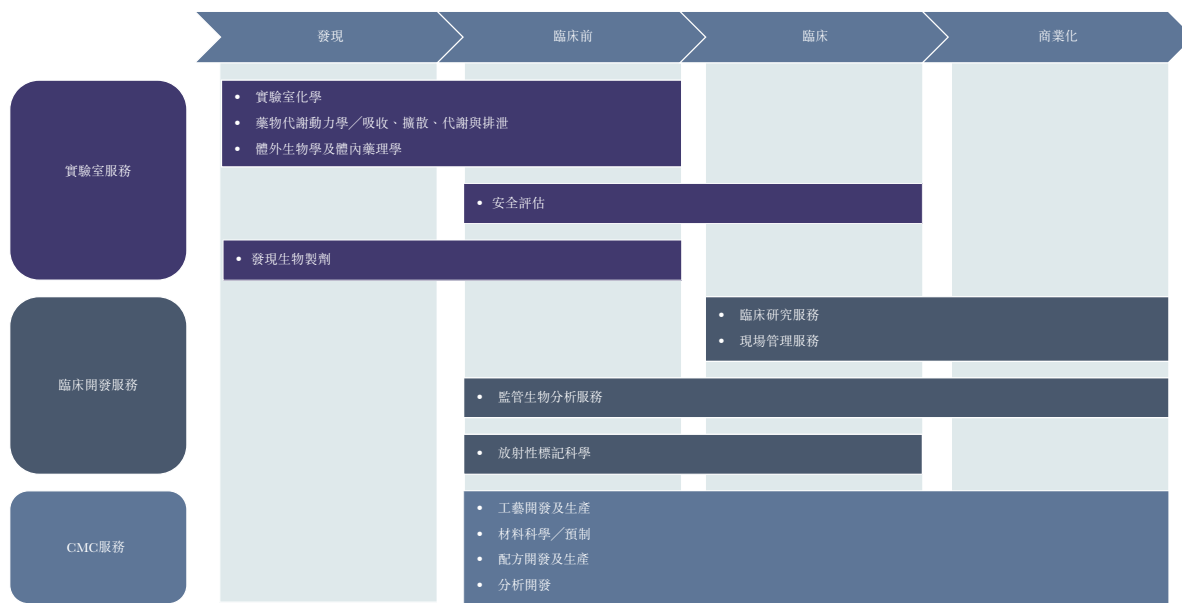 發現
臨床前
臨床
商業化
實驗室服務
• 實驗室化學
• 藥物代謝動力學／吸收、擴散、代謝與排泄
• 體外生物學及體內藥理學
• 安全評估
• 發現生物製劑
臨床開發服務
• 臨床研究服務
• 現場管理服務
• 監管生物分析服務
• 放射性標記科學
CMC服務
• 工藝開發及生產
• 材料科學／預制
• 配方開發及生產
• 分析開發